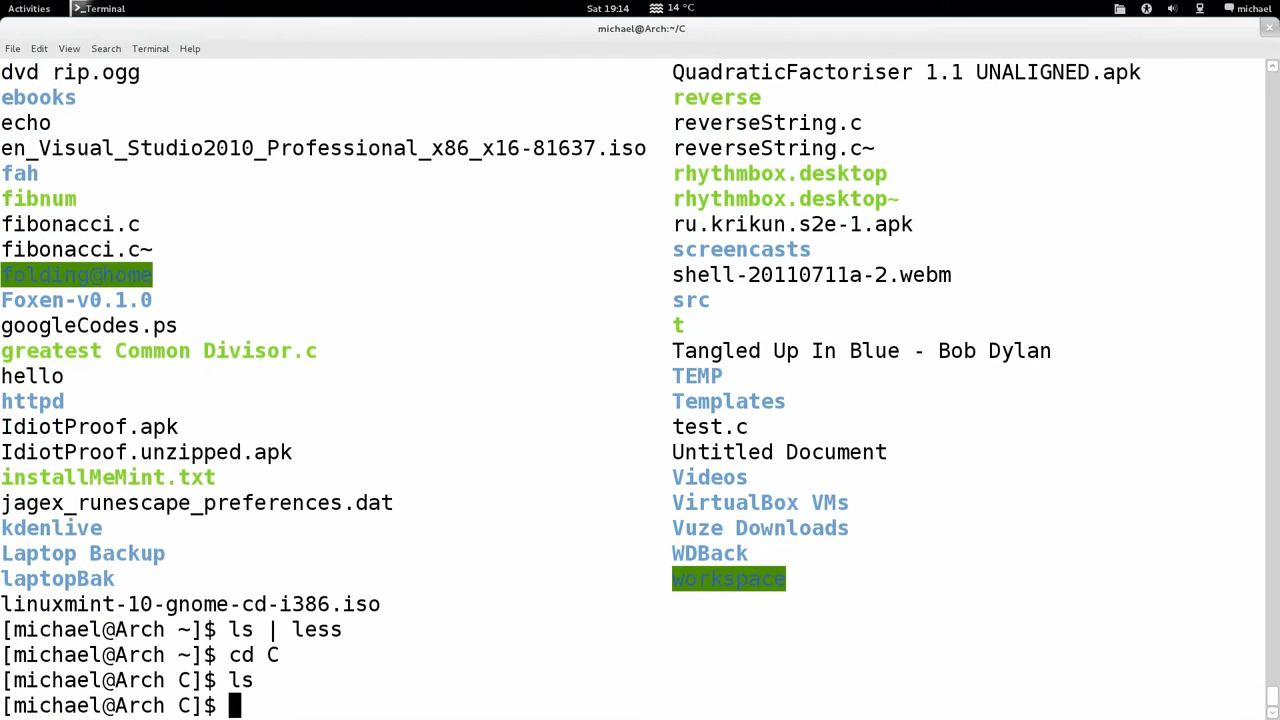 Activities Terminal Sat 19:14 14 °C michael
michael@Arch:~/C
File Edit View Search Terminal Help
dvd rip.ogg QuadraticFactoriser 1.1 UNALIGNED.apk
ebooks reverse
echo reverseString.c
en_Visual_Studio2010_Professional_x86_x16-81637.iso reverseString.c~
fah rhythmbox.desktop
fibnum rhythmbox.desktop~
fibonacci.c ru.krikun.s2e-1.apk
fibonacci.c~ screencasts
folding@home shell-20110711a-2.webm
Foxen-v0.1.0 src
googleCodes.ps t
greatest Common Divisor.c Tangled Up In Blue - Bob Dylan
hello TEMP
httpd Templates
IdiotProof.apk test.c
IdiotProof.unzipped.apk Untitled Document
installMeMint.txt Videos
jagex_runescape_preferences.dat VirtualBox VMs
kdenlive Vuze Downloads
Laptop Backup WDBack
laptopBak workspace
linuxmint-10-gnome-cd-i386.iso
[michael@Arch ~]$ ls | less
[michael@Arch ~]$ cd C
[michael@Arch C]$ ls
[michael@Arch C]$